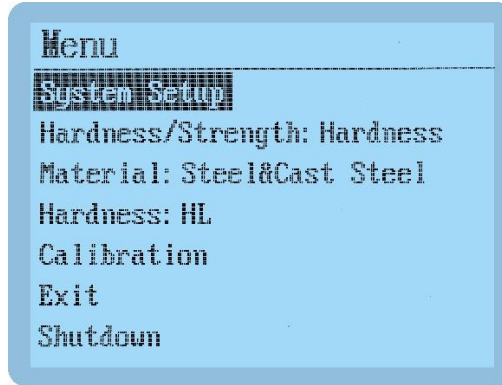 Menu
System Setup
Hardness/Strength: Hardness
Material: Steel&Cast Steel
Hardness: HL
Calibration
Exit
Shutdown